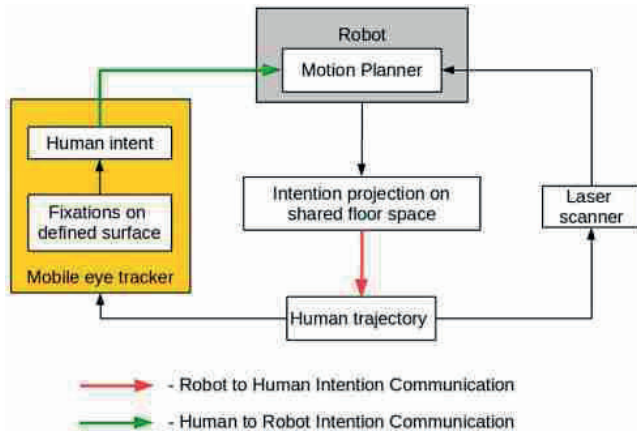 Robot
Motion Planner
Human intent
Fixations on
defined surface
Mobile eye tracker
Intention projection on
shared floor space
Laser
scanner
Human trajectory
- Robot to Human Intention Communication
- Human to Robot Intention Communication